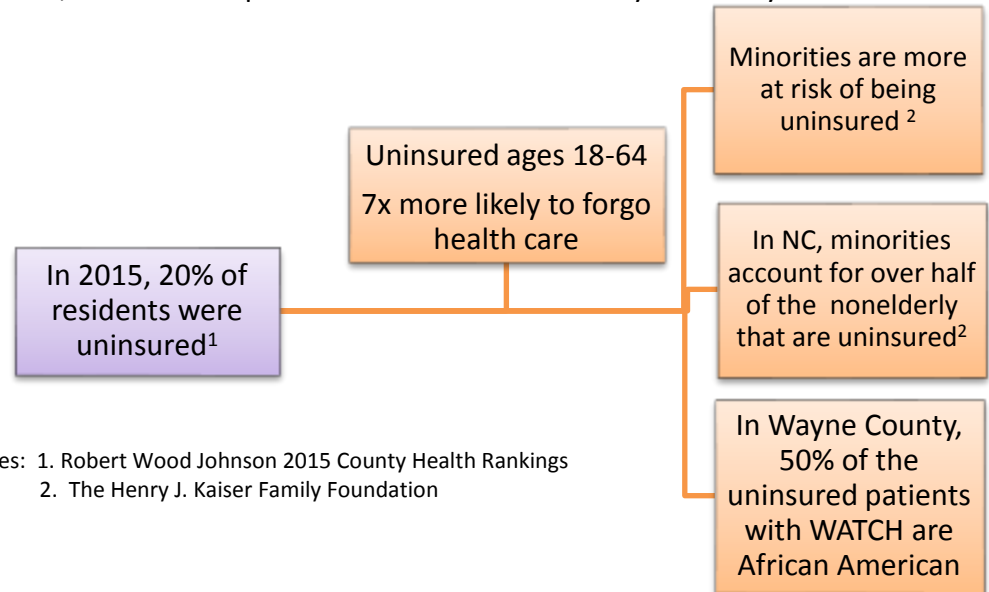 Minorities are more
at risk of being
uninsured ²
Uninsured ages 18-64
7x more likely to forgo
health care
In NC, minorities
account for over half
of the nonelderly
that are uninsured²
In 2015, 20% of
residents were
uninsured¹
In Wayne County,
50% of the
uninsured patients
with WATCH are
African American
es: 1. Robert Wood Johnson 2015 County Health Rankings
2. The Henry J. Kaiser Family Foundation